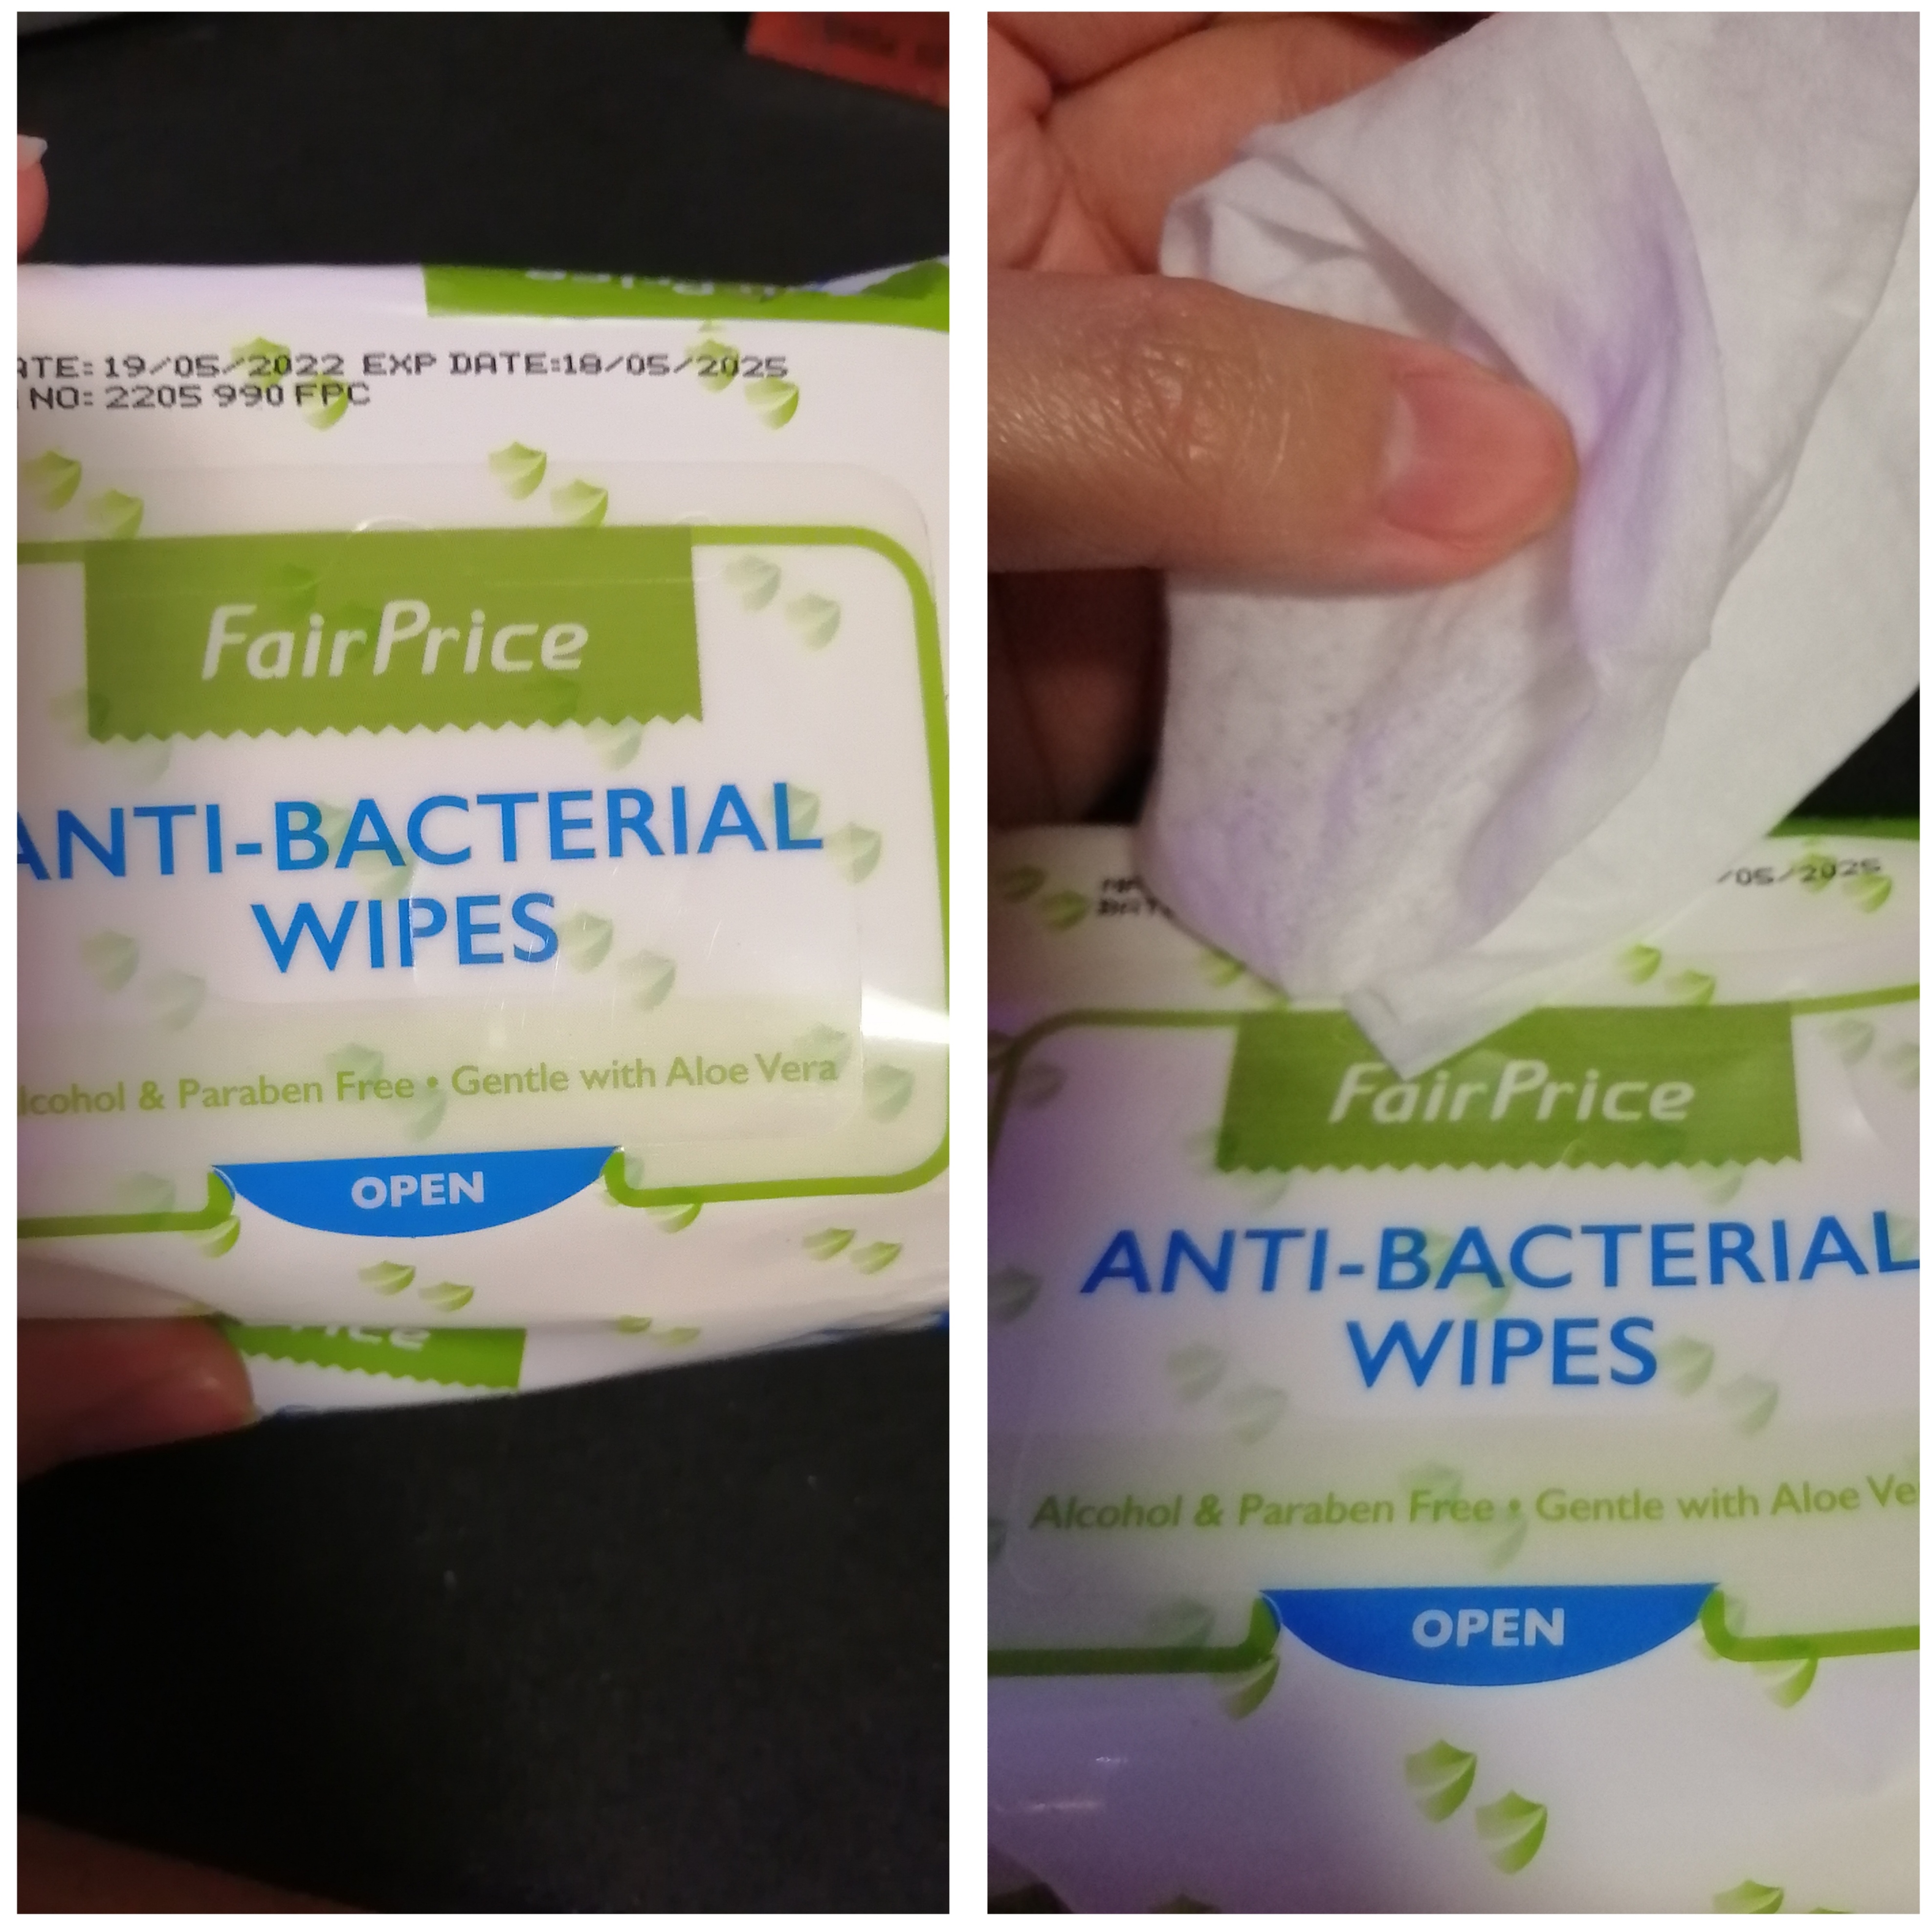 ATE: 19/05/2022 EXP DATE:18/05/2025
NO: 2205 990 FPC
FairPrice
ANTI-BACTERIAL
WIPES
lcohol & Paraben Free • Gentle with Aloe Vera
OPEN
rice
/05/2025
FairPrice
ANTI-BACTERIAL
WIPES
Alcohol & Paraben Free • Gentle with Aloe Ve
OPEN